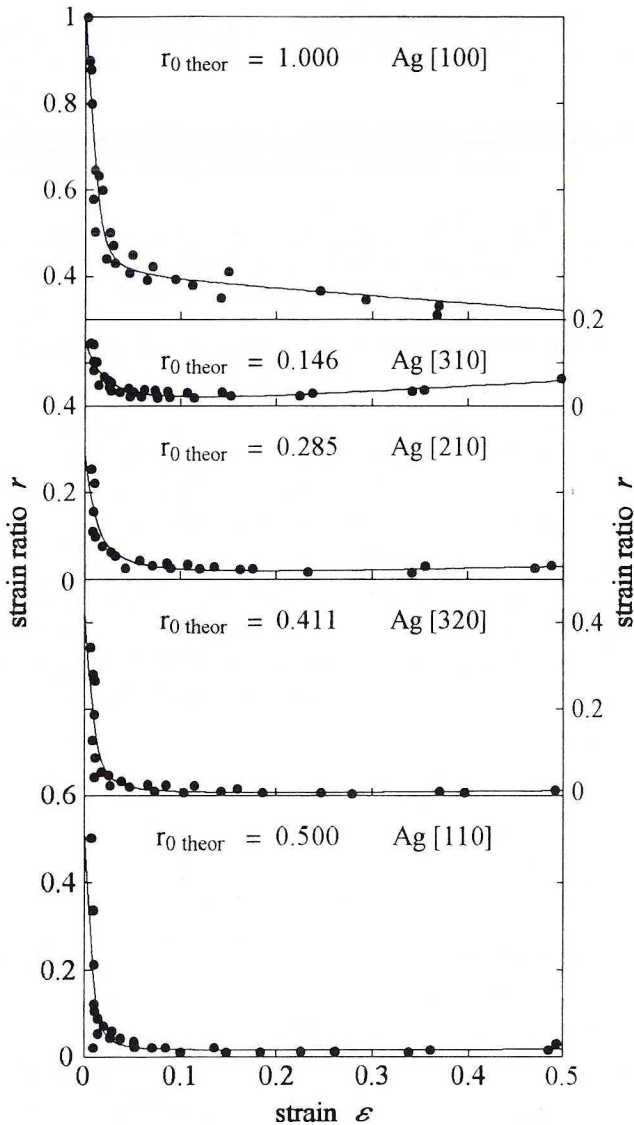 1
r0 theor = 1.000 Ag [100]
0.8
0.6
0.4
0.2
r0 theor = 0.146 Ag [310]
0.4
0
r0 theor = 0.285 Ag [210]
0.2
0
0.4
r0 theor = 0.411 Ag [320]
0.2
0.6
0
r0 theor = 0.500 Ag [110]
0.4
0.2
0
0 0.1 0.2 0.3 0.4 0.5
strain ε
strain ratio r
strain ratio r